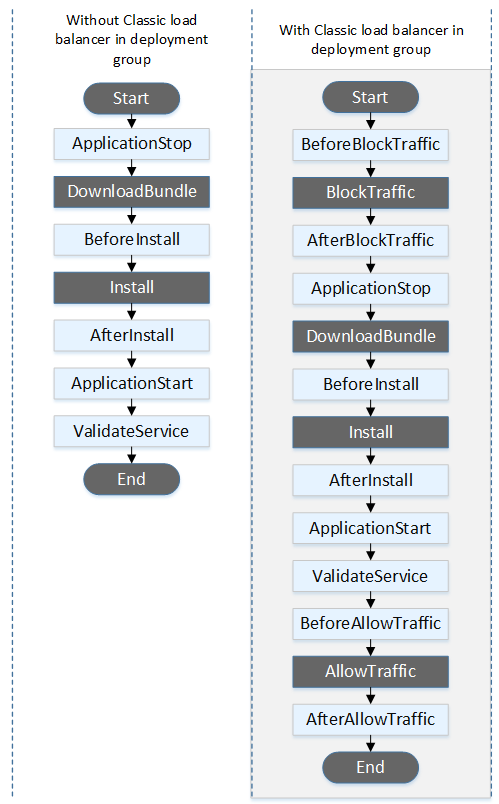 Without Classic load
balancer in deployment
group
Start
ApplicationStop
DownloadBundle
BeforeInstall
Install
AfterInstall
ApplicationStart
ValidateService
End
With Classic load balancer in
deployment group
Start
BeforeBlockTraffic
BlockTraffic
AfterBlockTraffic
ApplicationStop
DownloadBundle
BeforeInstall
Install
AfterInstall
ApplicationStart
ValidateService
BeforeAllowTraffic
AllowTraffic
AfterAllowTraffic
End